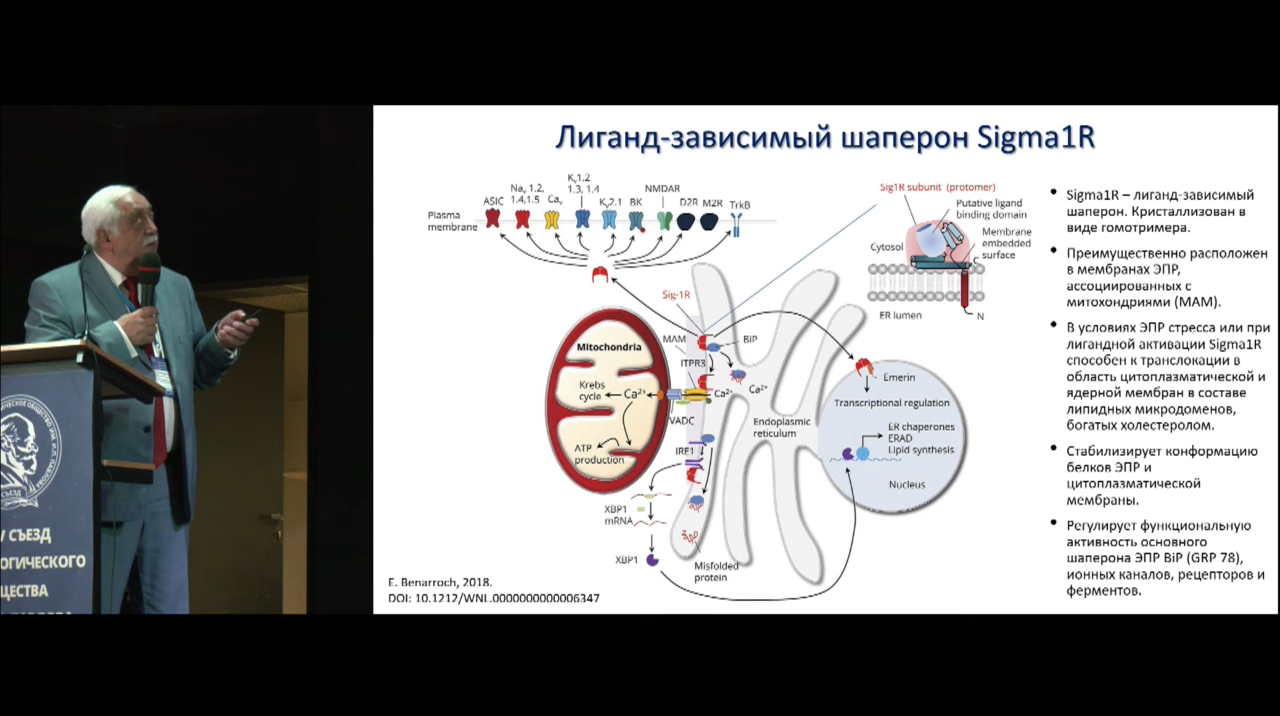 Лиганд-зависимый шаперон Sigma1R
Plasma
membrane
ASIC
Nav 1.2,
1.4,1.5
Cav
Kv1.2
1.3, 1.4
Kv2.1
BK
NMDAR
D2R
M2R
TrkB
Sig1R subunit (protomer)
Putative ligand
binding domain
Membrane
embedded
surface
Cytosol
C
ER lumen
N
Sig-1R
MAM
BiP
ITPR3
Mitochondria
Krebs
cycle
Ca2+
Ca2+
Ca2+
VADC
ATP
production
IRE1
Endoplasmic
reticulum
XBP1
mRNA
XBP1
Misfolded
protein
Emerin
Transcriptional regulation
ER chaperones
ERAD
Lipid synthesis
Nucleus
E. Benarroch, 2018.
DOI: 10.1212/WNL.0000000000006347
• Sigma1R – лиганд-зависимый
шаперон. Кристаллизован в
виде гомотримера.
• Преимущественно расположен
в мембранах ЭПР,
ассоциированных с
митохондриями (МАМ).
• В условиях ЭПР стресса или при
лигандной активации Sigma1R
способен к транслокации в
область цитоплазматической и
ядерной мембран в составе
липидных микродоменов,
богатых холестеролом.
• Стабилизирует конформацию
белков ЭПР и
цитоплазматической
мембраны.
• Регулирует функциональную
активность основного
шаперона ЭПР BiP (GRP 78),
ионных каналов, рецепторов и
ферментов.
V СЪЕЗД
ОГИЧЕСКОГО
ЩЕСТВА